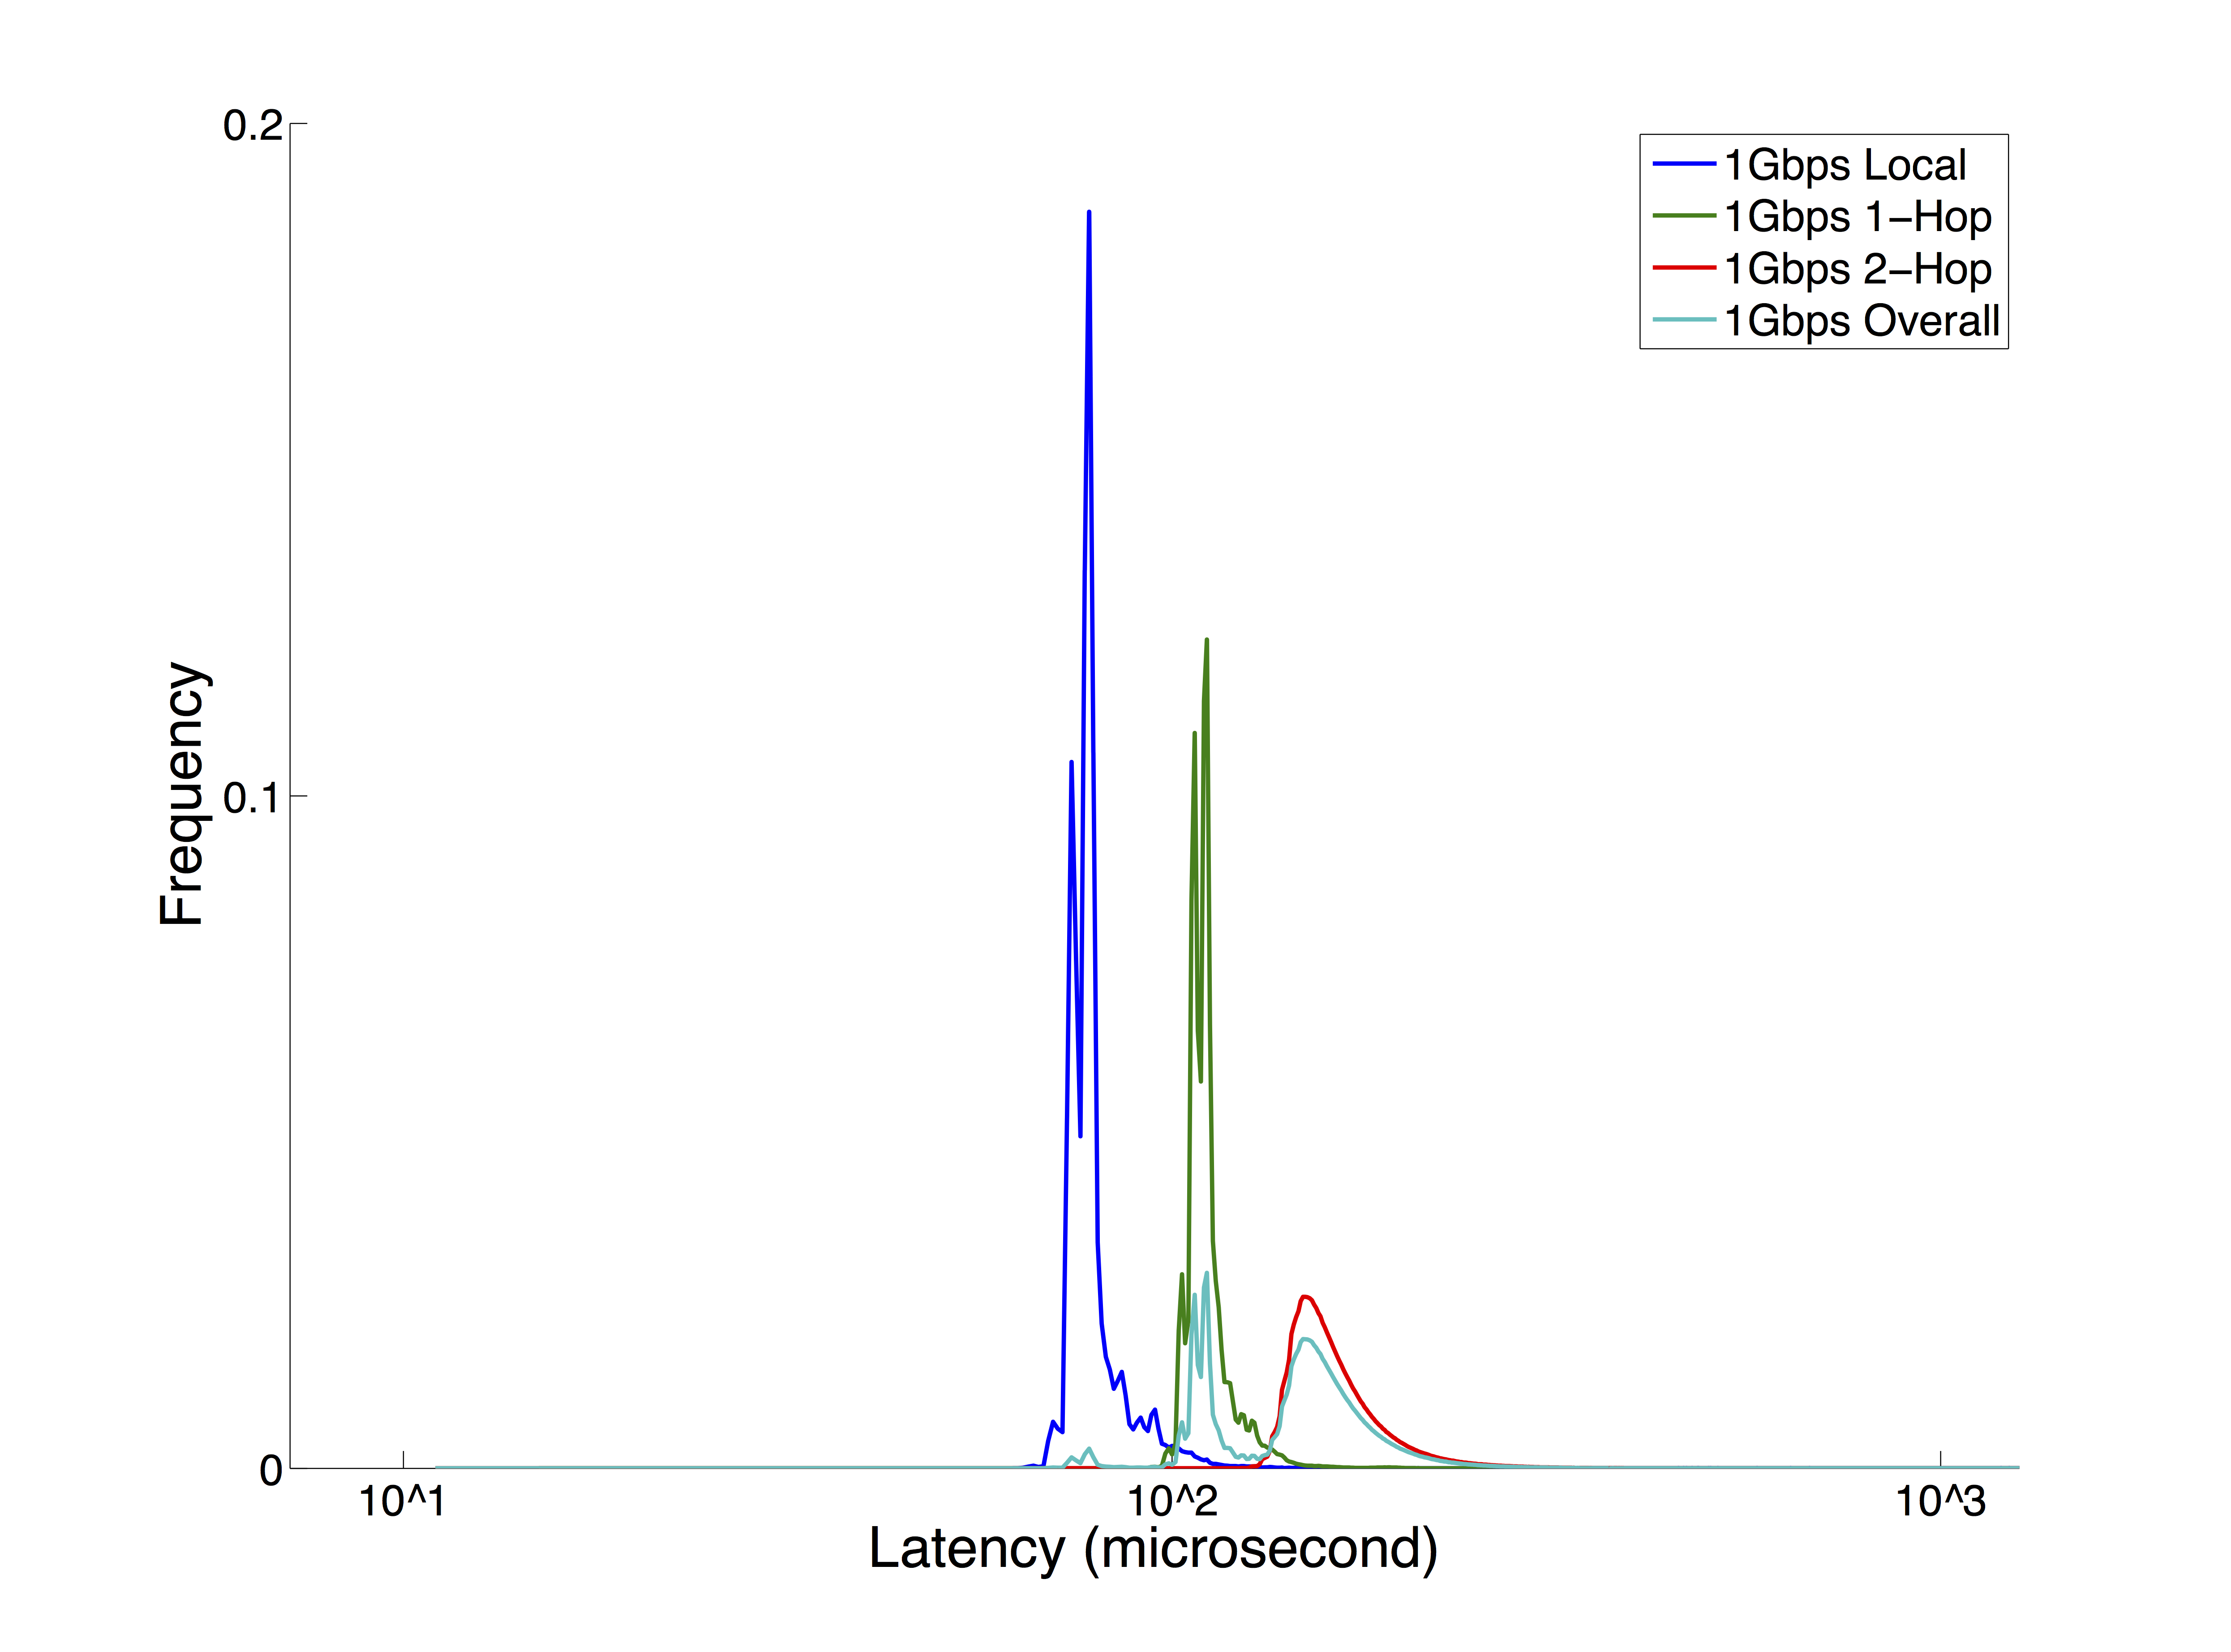 0.2
0.1
0
Frequency
10^1
10^2
10^3
Latency (microsecond)
1Gbps Local
1Gbps 1−Hop
1Gbps 2−Hop
1Gbps Overall